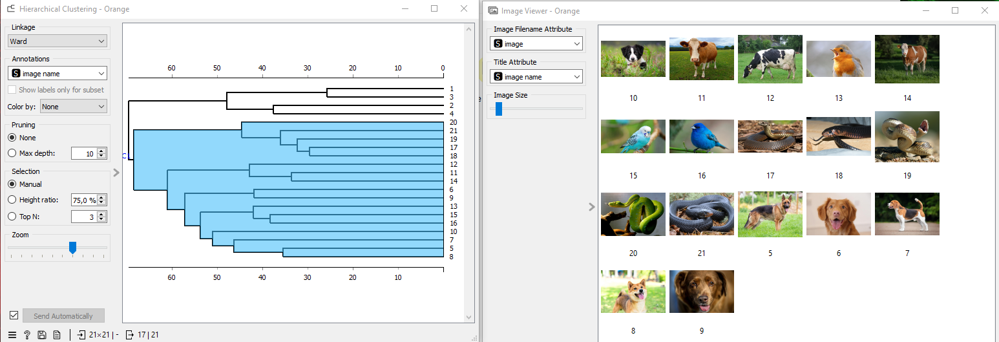 Hierarchical Clustering - Orange
Linkage
Ward
Annotations
S image name
Show labels only for subset
Color by: None
Pruning
None
Max depth: 10
Selection
Manual
Height ratio: 75,0 %
Top N: 3
Zoom
Send Automatically
21×21 | - 17 | 21
60 50 40 30 20 10 0
1
3
2
4
20
21
19
17
18
12
11
14
6
9
13
15
16
10
7
5
8
60 50 40 30 20 10
Image Viewer - Orange
Image Filename Attribute
S image
Title Attribute
S image name
Image Size
10 11 12 13 14
15 16 17 18 19
20 21 5 6 7
8 9